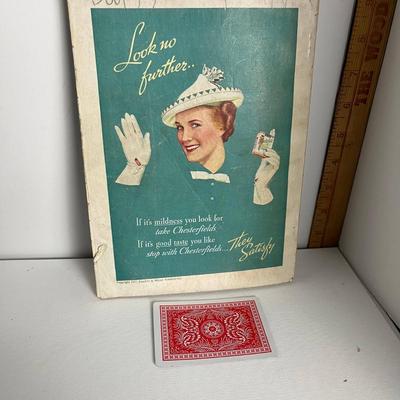 Look no
further..
If it's mildness you look for
take Chesterfields
If it's good taste you like
stop with Chesterfields...
They
Satisfy
THE WOOD